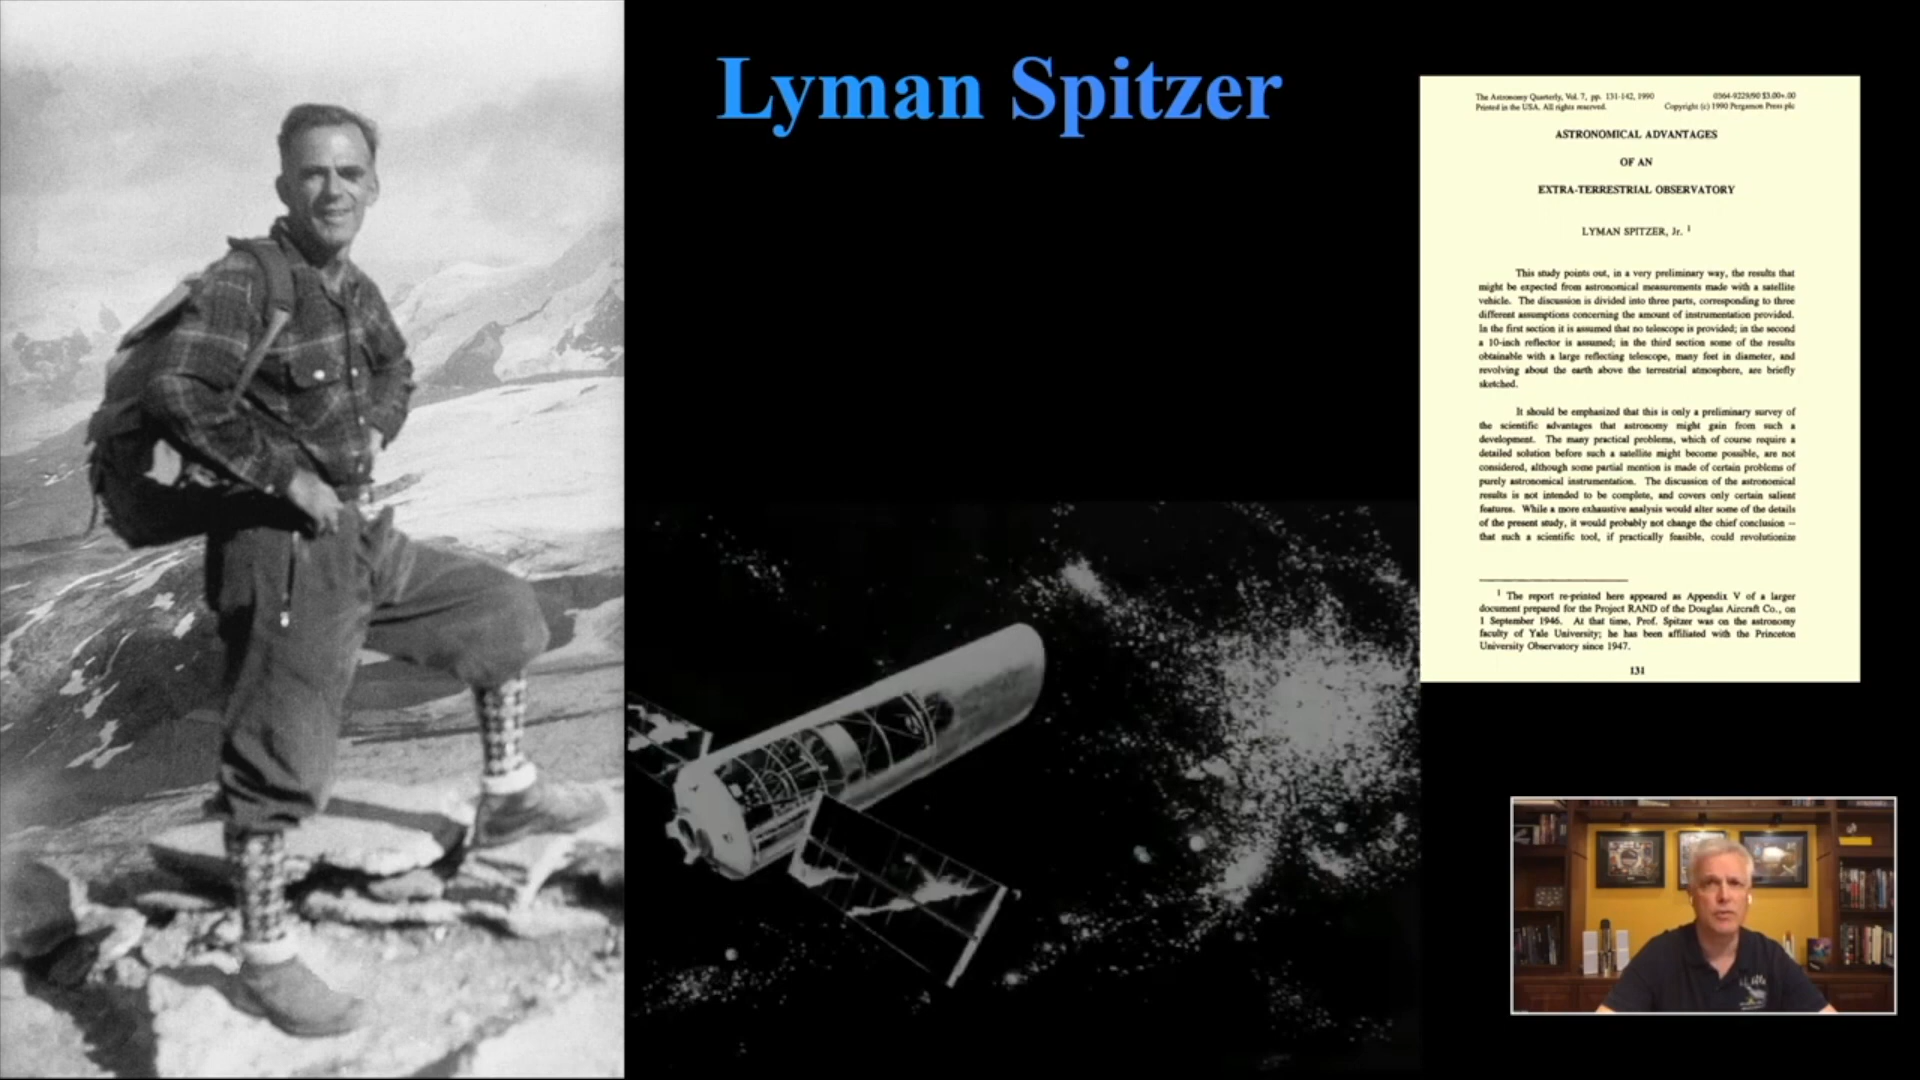 Lyman Spitzer
The Astronomy Quarterly, Vol. 7, pp. 131-142, 1990
0364-9229/90 $3.00+.00
Printed in the USA. All rights reserved.
Copyright (c) 1990 Pergamon Press plc
ASTRONOMICAL ADVANTAGES
OF AN
EXTRA-TERRESTRIAL OBSERVATORY
LYMAN SPITZER, Jr. 1
This study points out, in a very preliminary way, the results that
might be expected from astronomical measurements made with a satellite
vehicle. The discussion is divided into three parts, corresponding to three
different assumptions concerning the amount of instrumentation provided.
In the first section it is assumed that no telescope is provided; in the second
a 10-inch reflector is assumed; in the third section some of the results
obtainable with a large reflecting telescope, many feet in diameter, and
revolving about the earth above the terrestrial atmosphere, are briefly
sketched.
It should be emphasized that this is only a preliminary survey of
the scientific advantages that astronomy might gain from such a
development. The many practical problems, which of course require a
detailed solution before such a satellite might become possible, are not
considered, although some partial mention is made of certain problems of
purely astronomical instrumentation. The discussion of the astronomical
results is not intended to be complete, and covers only certain salient
features. While a more exhaustive analysis would alter some of the details
of the present study, it would probably not change the chief conclusion --
that such a scientific tool, if practically feasible, could revolutionize
1 The report re-printed here appeared as Appendix V of a larger
document prepared for the Project RAND of the Douglas Aircraft Co., on
1 September 1946. At that time, Prof. Spitzer was on the astronomy
faculty of Yale University; he has been affiliated with the Princeton
University Observatory since 1947.
131